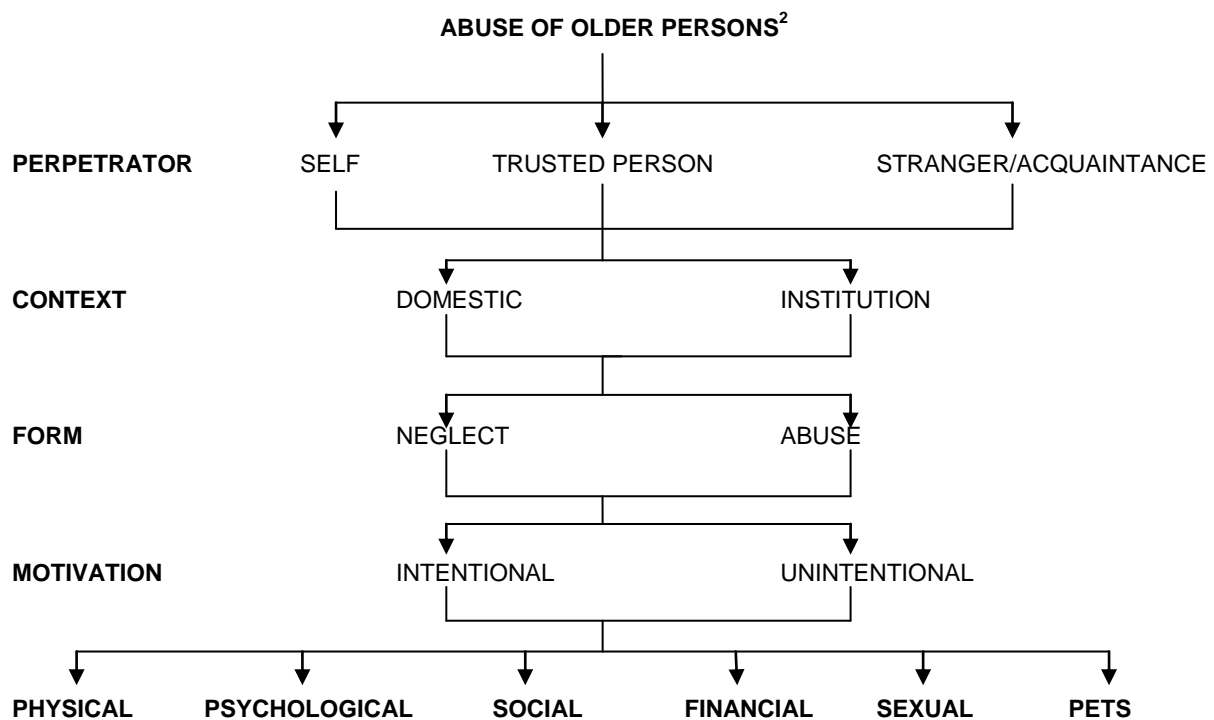 ABUSE OF OLDER PERSONS²
PERPETRATOR SELF TRUSTED PERSON STRANGER/ACQUAINTANCE
CONTEXT DOMESTIC INSTITUTION
FORM NEGLECT ABUSE
MOTIVATION INTENTIONAL UNINTENTIONAL
PHYSICAL PSYCHOLOGICAL SOCIAL FINANCIAL SEXUAL PETS